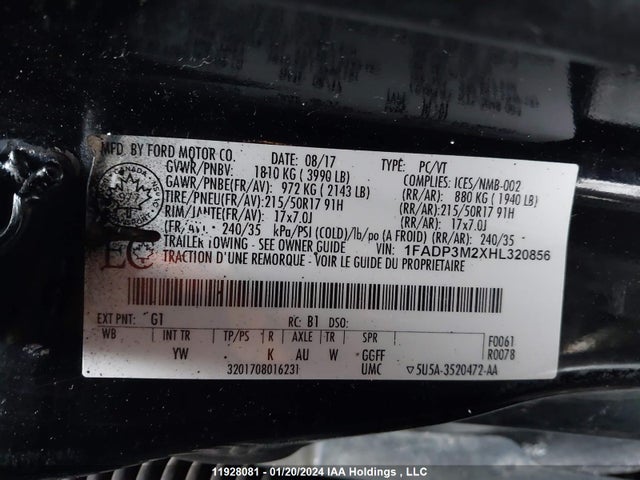 MFD. BY FORD MOTOR CO. DATE: 08/17 TYPE: PC/VT
GVWR/PNBV: 1810 KG ( 3990 LB) COMPLIES: ICES/NMB-002
GAWR/PNBE(FR/AV): 972 KG ( 2143 LB) (RR/AR): 880 KG ( 1940 LB)
TIRE/PNEU(FR/AV): 215/50R17 91H (RR/AR): 215/50R17 91H
RIM/JANTE(FR/AV): 17x7.0J (RR/AR): 17x7.0J
(FR/AV): 240/35 kPa/PSI (COLD)/lb/po (A FROID) (RR/AR): 240/35
TRAILER TOWING - SEE OWNER GUIDE VIN: 1FADP3M2XHL320856
TRACTION D'UNE REMORQUE - VOIR LE GUIDE DU PROPRIETAIRE
CANADA
EC
EXT PNT: G1 RC: B1 DSO:
WB INT TR TP/PS R AXLE TR SPR F0061
YW K AU W GGFF R0078
3201708016231 UMC ▽5U5A-3520472-AA
11928081 - 01/20/2024 IAA Holdings , LLC